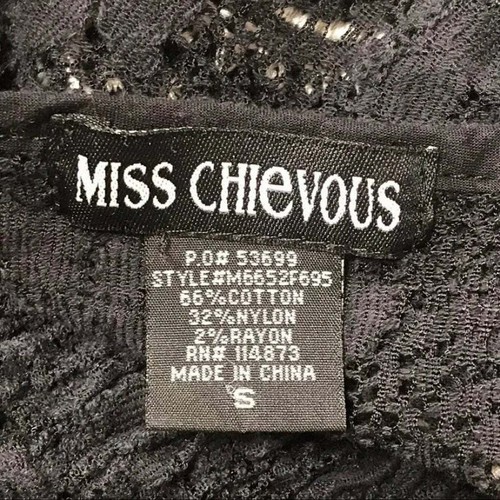 MISS CHIeVOUS
P.O# 53699
STYLE#M6652F695
66%COTTON
32%NYLON
2%RAYON
RN# 114873
MADE IN CHINA
S